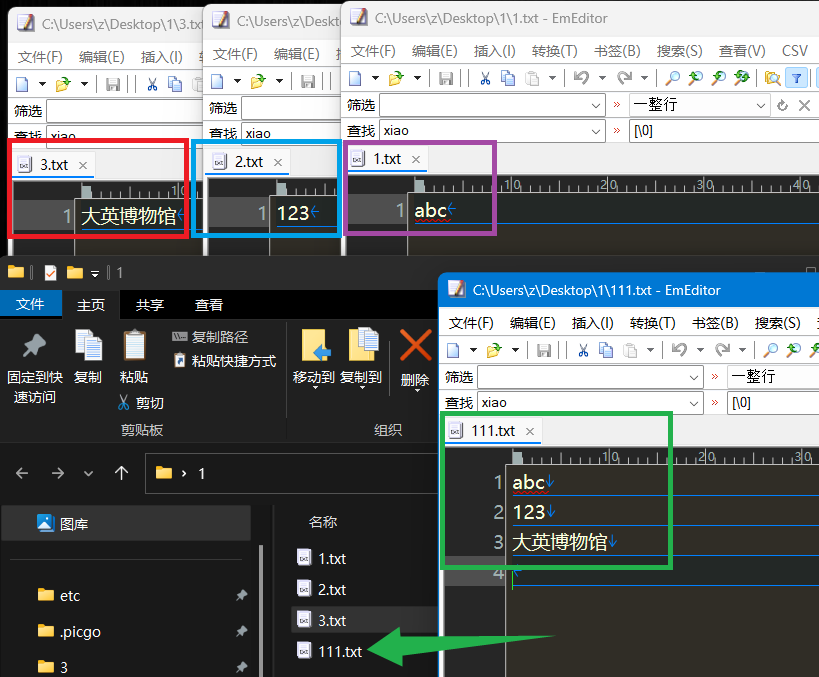 C:\Users\z\Desktop\1\3.tx
文件(F) 编辑(E) 插入(I)
筛选
查找 xiao
3.txt ×
10
1 大英博物馆
C:\Users\z\Deskt
文件(F) 编辑(E)
筛选
查找 xiao
2.txt ×
1 123
C:\Users\z\Desktop\1\1.txt - EmEditor
文件(F) 编辑(E) 插入(I) 转换(T) 书签(B) 搜索(S) 查看(V) CSV
筛选 » 一整行
查找 xiao » [\0]
1.txt ×
10 20 30 40
1 abc
1
文件 主页 共享 查看
固定到快速访问
复制
粘贴
复制路径
粘贴快捷方式
剪切
剪贴板
移动到 复制到 删除
组织
1
图库
etc
.picgo
3
名称
1.txt
2.txt
3.txt
111.txt
C:\Users\z\Desktop\1\111.txt - EmEditor
文件(F) 编辑(E) 插入(I) 转换(T) 书签(B) 搜索(S)
筛选 » 一整行
查找 xiao » [\0]
111.txt ×
10 20 30
1 abc
2 123
3 大英博物馆
4